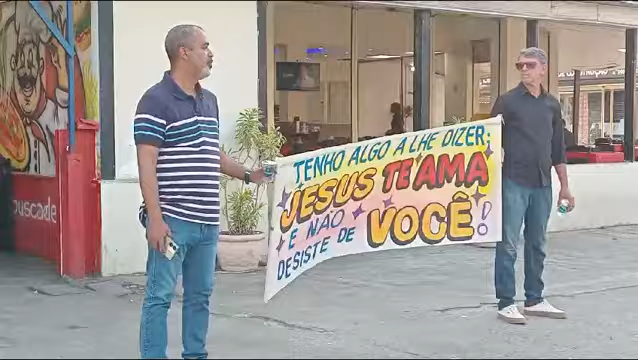 TENHO ALGO A LHE DIZER:
JESUS TE AMA
E NÃO
DESISTE DE
VOCÊ!